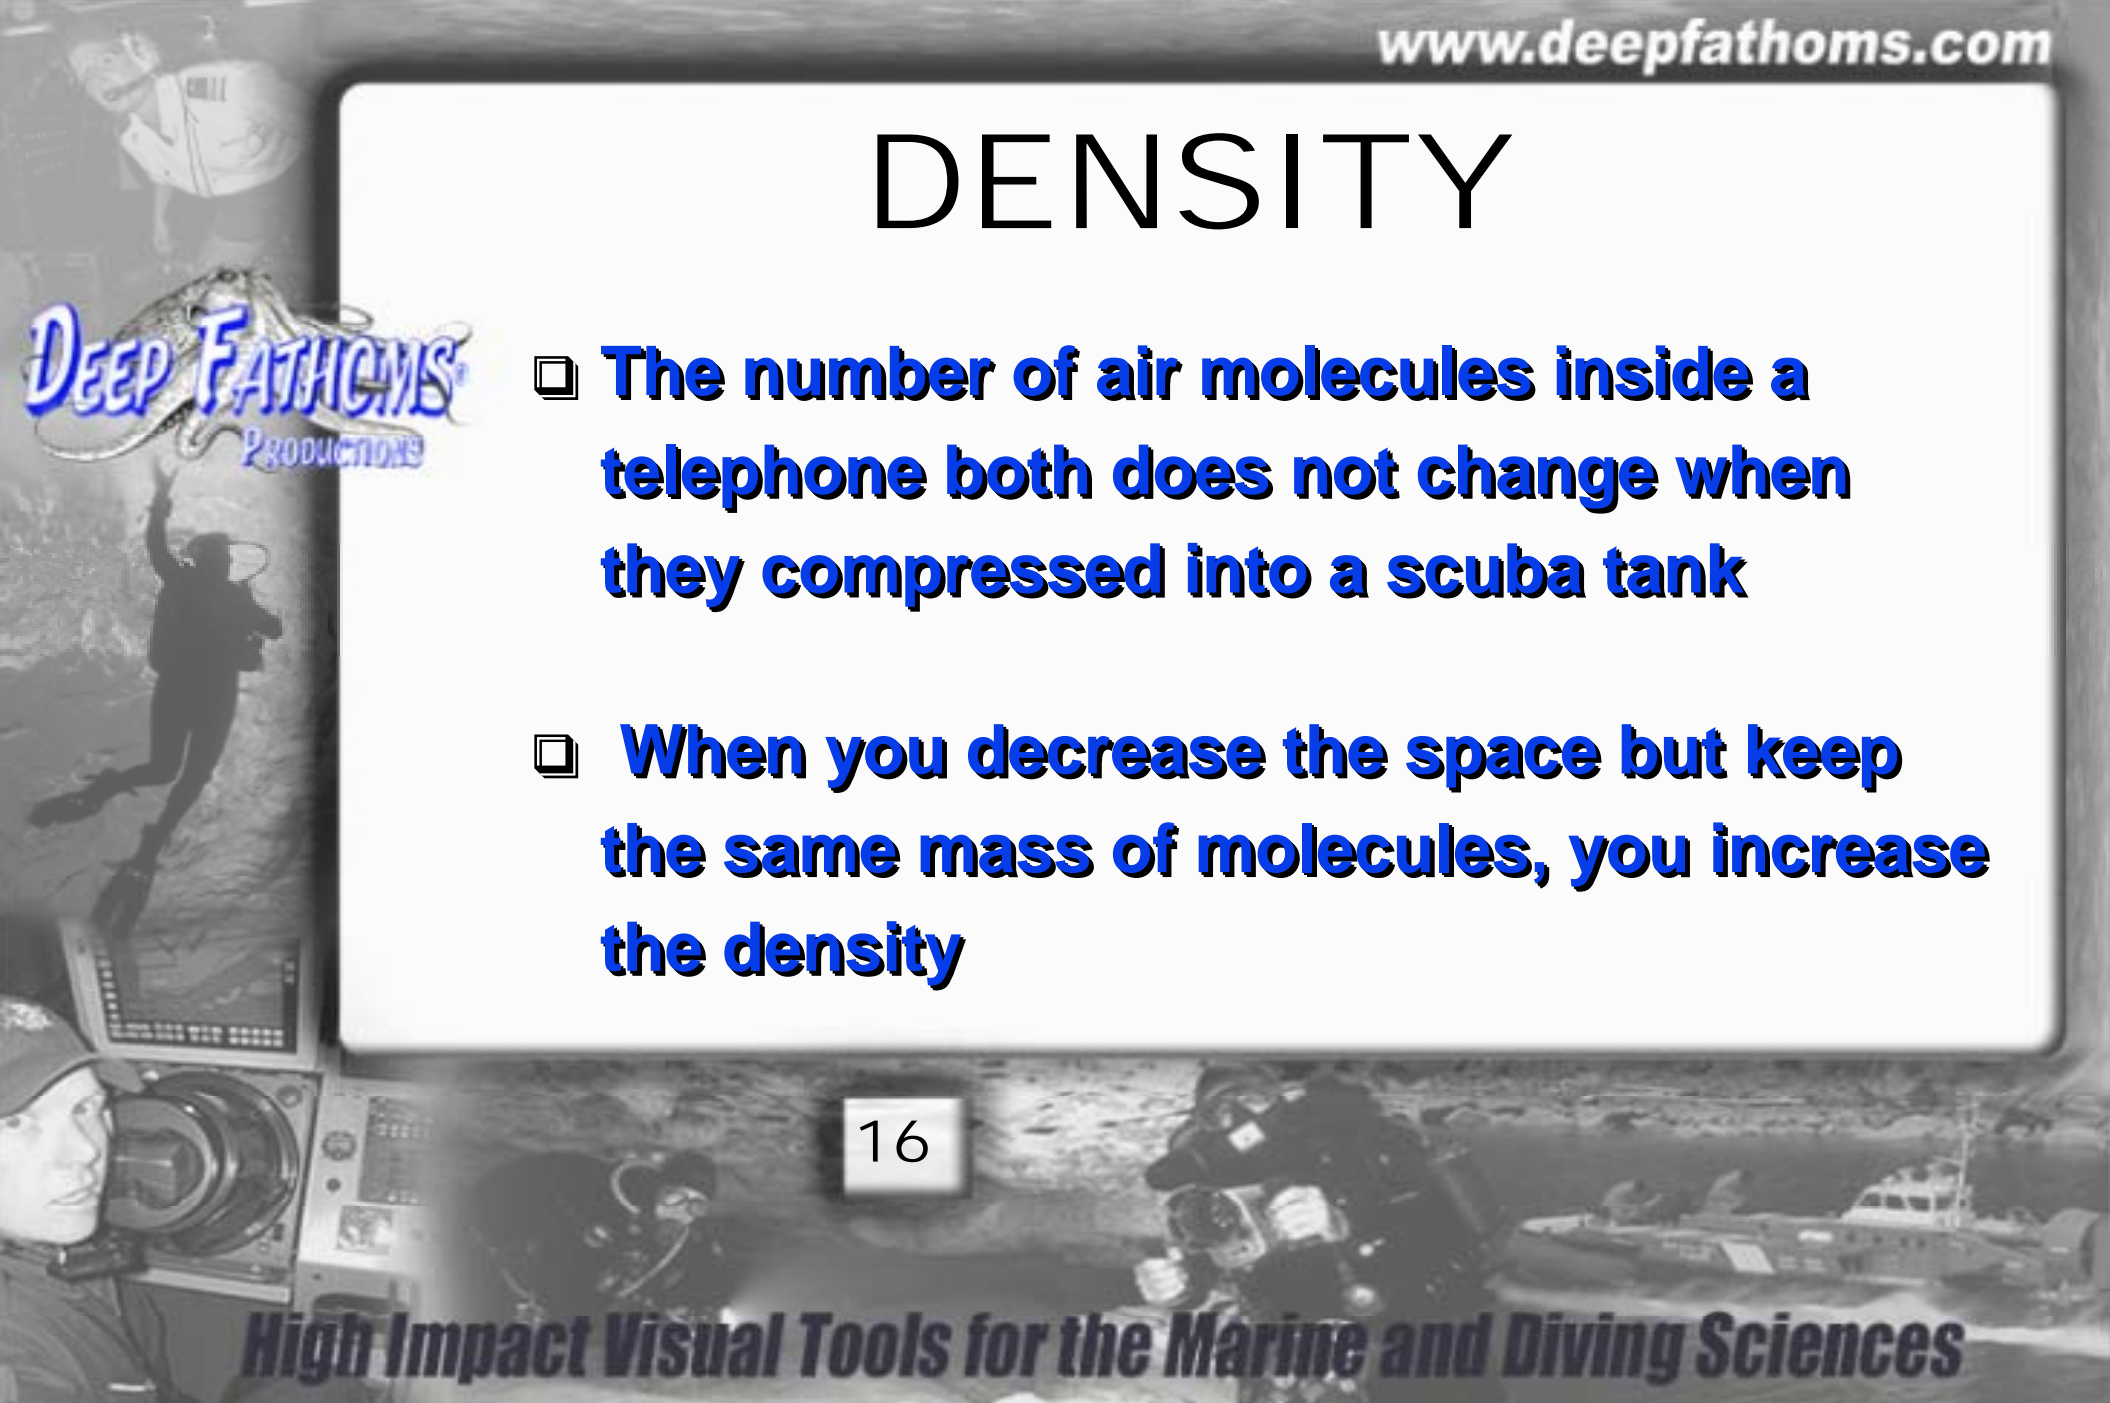 www.deepfathoms.com
DENSITY
DEEP FATHOMS
PRODUCTIONS
❑ The number of air molecules inside a
telephone both does not change when
they compressed into a scuba tank
❑ When you decrease the space but keep
the same mass of molecules, you increase
the density
16
High Impact Visual Tools for the Marine and Diving Sciences